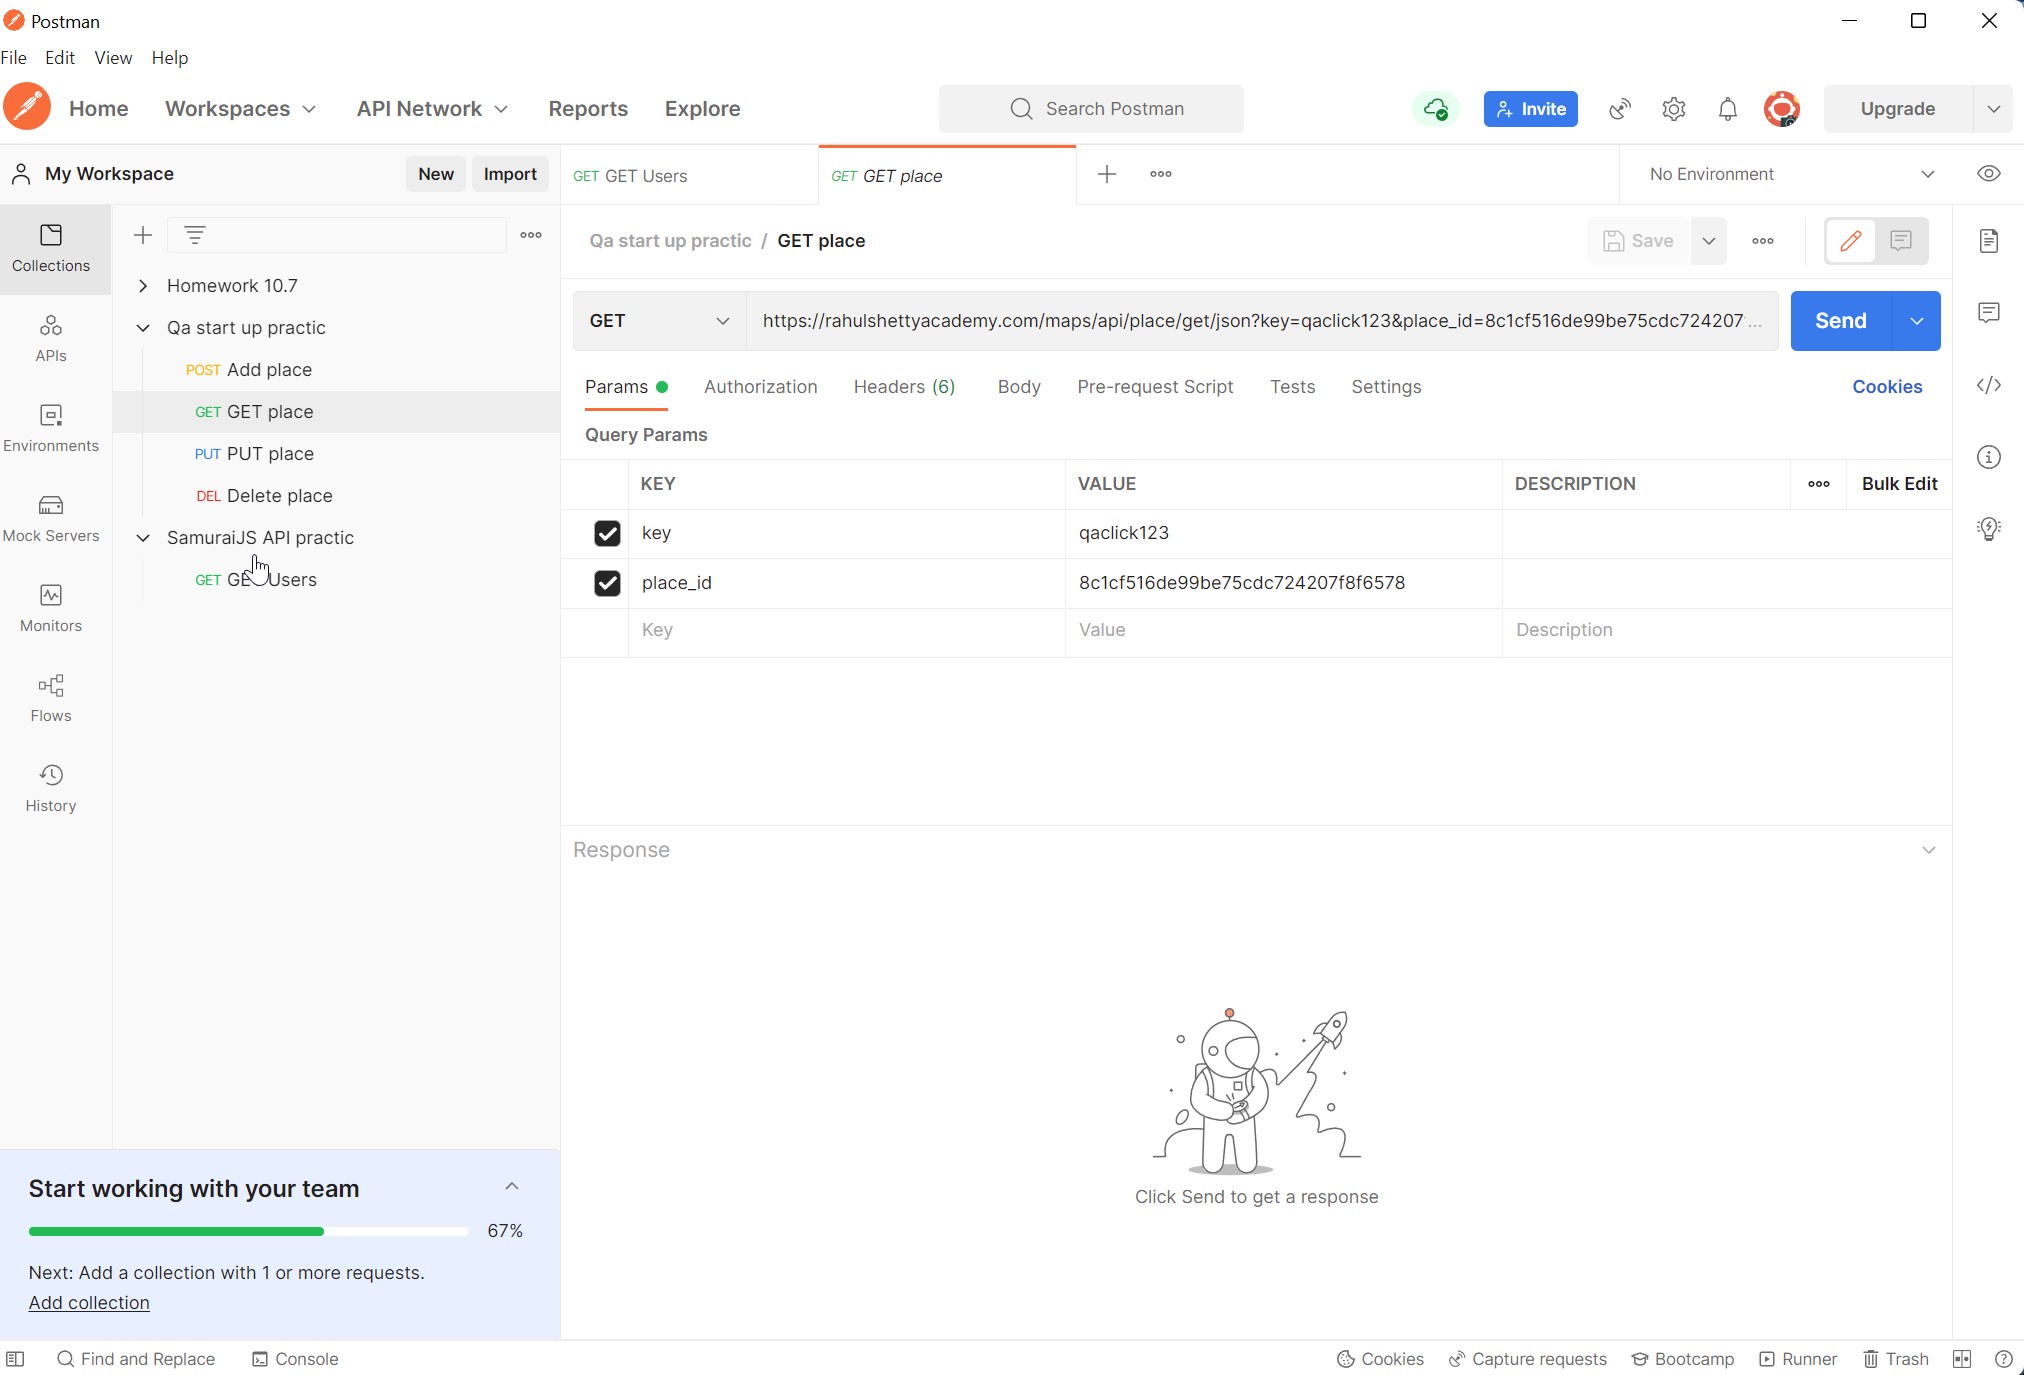 Postman
File Edit View Help
Home Workspaces API Network Reports Explore Search Postman Invite Upgrade
My Workspace New Import GET GET Users GET GET place No Environment
Collections
APIs
Environments
Mock Servers
Monitors
Flows
History
Homework 10.7
Qa start up practic
POST Add place
GET GET place
PUT PUT place
DEL Delete place
SamuraiJS API practic
GET GET Users
Start working with your team
67%
Next: Add a collection with 1 or more requests.
Add collection
Qa start up practic / GET place Save
GET https://rahulshettyacademy.com/maps/api/place/get/json?key=qaclick123&place_id=8c1cf516de99be75cdc724207... Send
Params Authorization Headers (6) Body Pre-request Script Tests Settings Cookies
Query Params
KEY VALUE DESCRIPTION Bulk Edit
key qaclick123
place_id 8c1cf516de99be75cdc724207f8f6578
Key Value Description
Response
Click Send to get a response
Find and Replace Console Cookies Capture requests Bootcamp Runner Trash